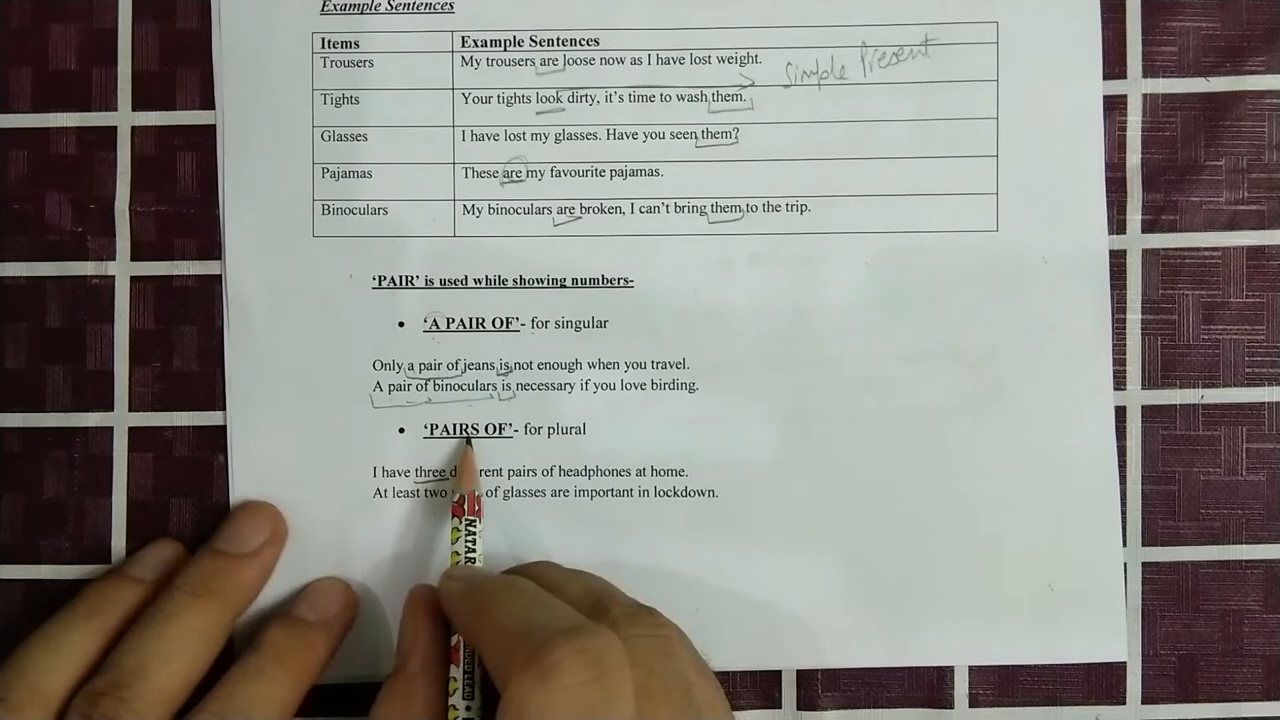 Example Sentences
Items Example Sentences
Trousers My trousers are loose now as I have lost weight.
Simple Present
Tights Your tights look dirty, it's time to wash them.
Glasses I have lost my glasses. Have you seen them?
Pajamas These are my favourite pajamas.
Binoculars My binoculars are broken, I can't bring them to the trip.
'PAIR' is used while showing numbers-
• 'A PAIR OF'- for singular
Only a pair of jeans is not enough when you travel.
A pair of binoculars is necessary if you love birding.
• 'PAIRS OF'- for plural
I have three d rent pairs of headphones at home.
At least two of glasses are important in lockdown.
NATAR